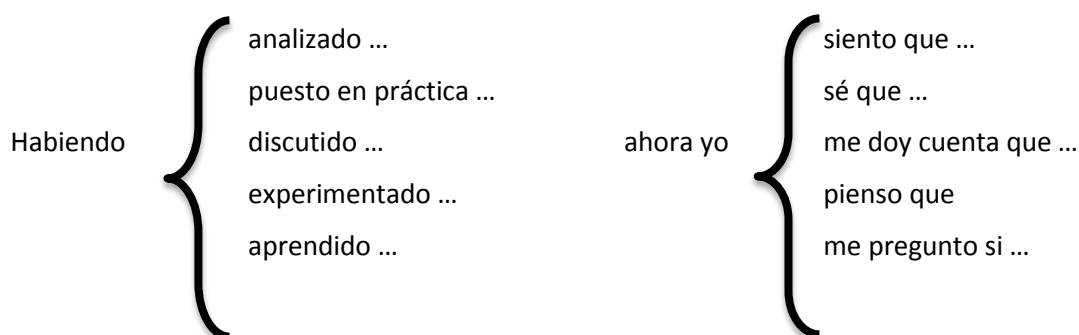 analizado …
siento que …
puesto en práctica …
sé que …
Habiendo
discutido …
ahora yo
me doy cuenta que …
experimentado …
pienso que
aprendido …
me pregunto si …